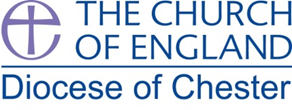 THE CHURCH
OF ENGLAND
Diocese of Chester